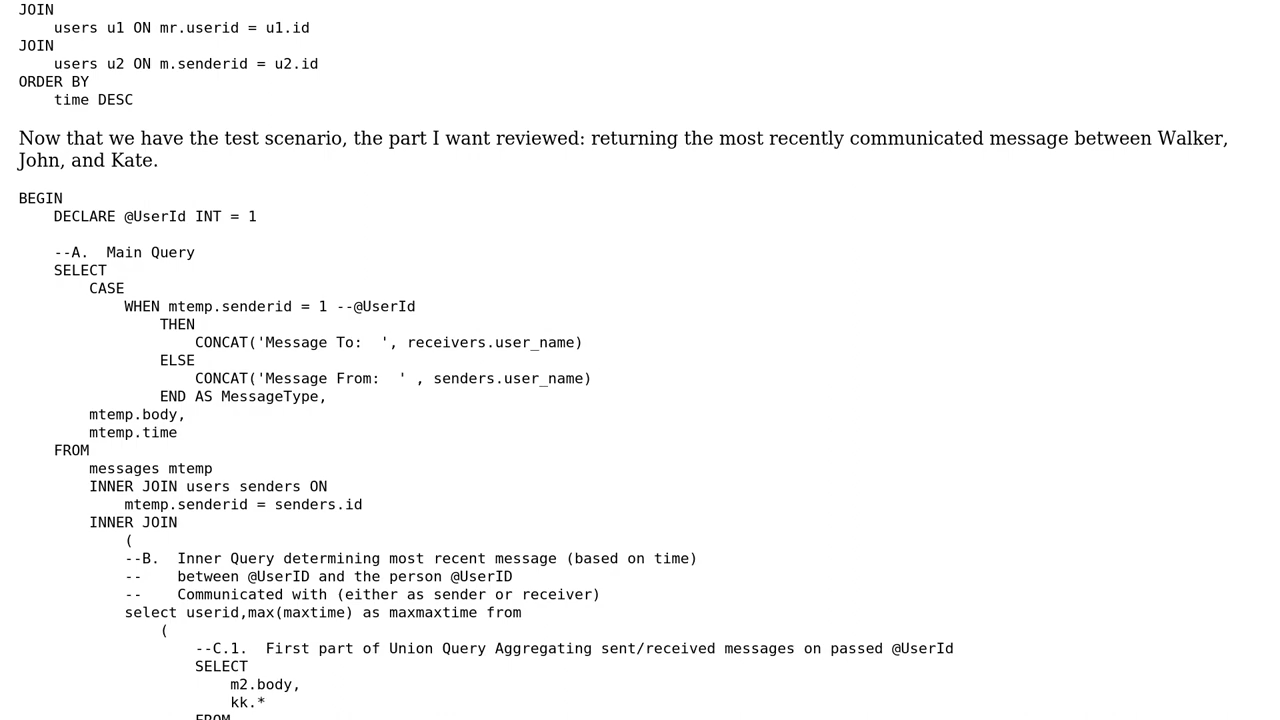 JOIN
    users u1 ON mr.userid = u1.id
JOIN
    users u2 ON m.senderid = u2.id
ORDER BY
    time DESC
Now that we have the test scenario, the part I want reviewed: returning the most recently communicated message between Walker,
John, and Kate.
BEGIN
    DECLARE @UserId INT = 1
    --A.  Main Query
    SELECT
        CASE
            WHEN mtemp.senderid = 1 --@UserId
                THEN
                    CONCAT('Message To:  ', receivers.user_name)
                ELSE
                    CONCAT('Message From:  ' , senders.user_name)
                END AS MessageType,
        mtemp.body,
        mtemp.time
    FROM
        messages mtemp
        INNER JOIN users senders ON
            mtemp.senderid = senders.id
        INNER JOIN
            (
            --B.  Inner Query determining most recent message (based on time)
            --    between @UserID and the person @UserID
            --    Communicated with (either as sender or receiver)
            select userid,max(maxtime) as maxmaxtime from
                (
                    --C.1.  First part of Union Query Aggregating sent/received messages on passed @UserId
                    SELECT
                        m2.body,
                        kk.*
                    FROM